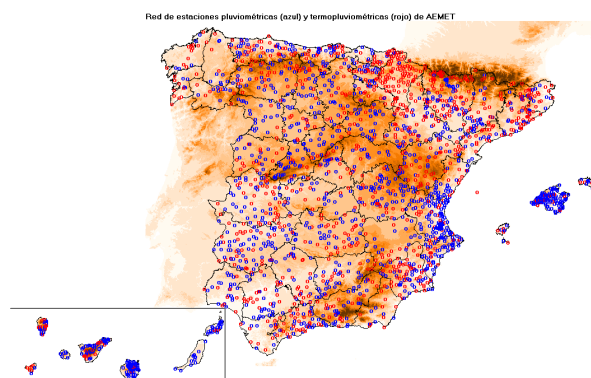 Red de estaciones pluviométricas (azul) y termopluviométricas (rojo) de AEMET